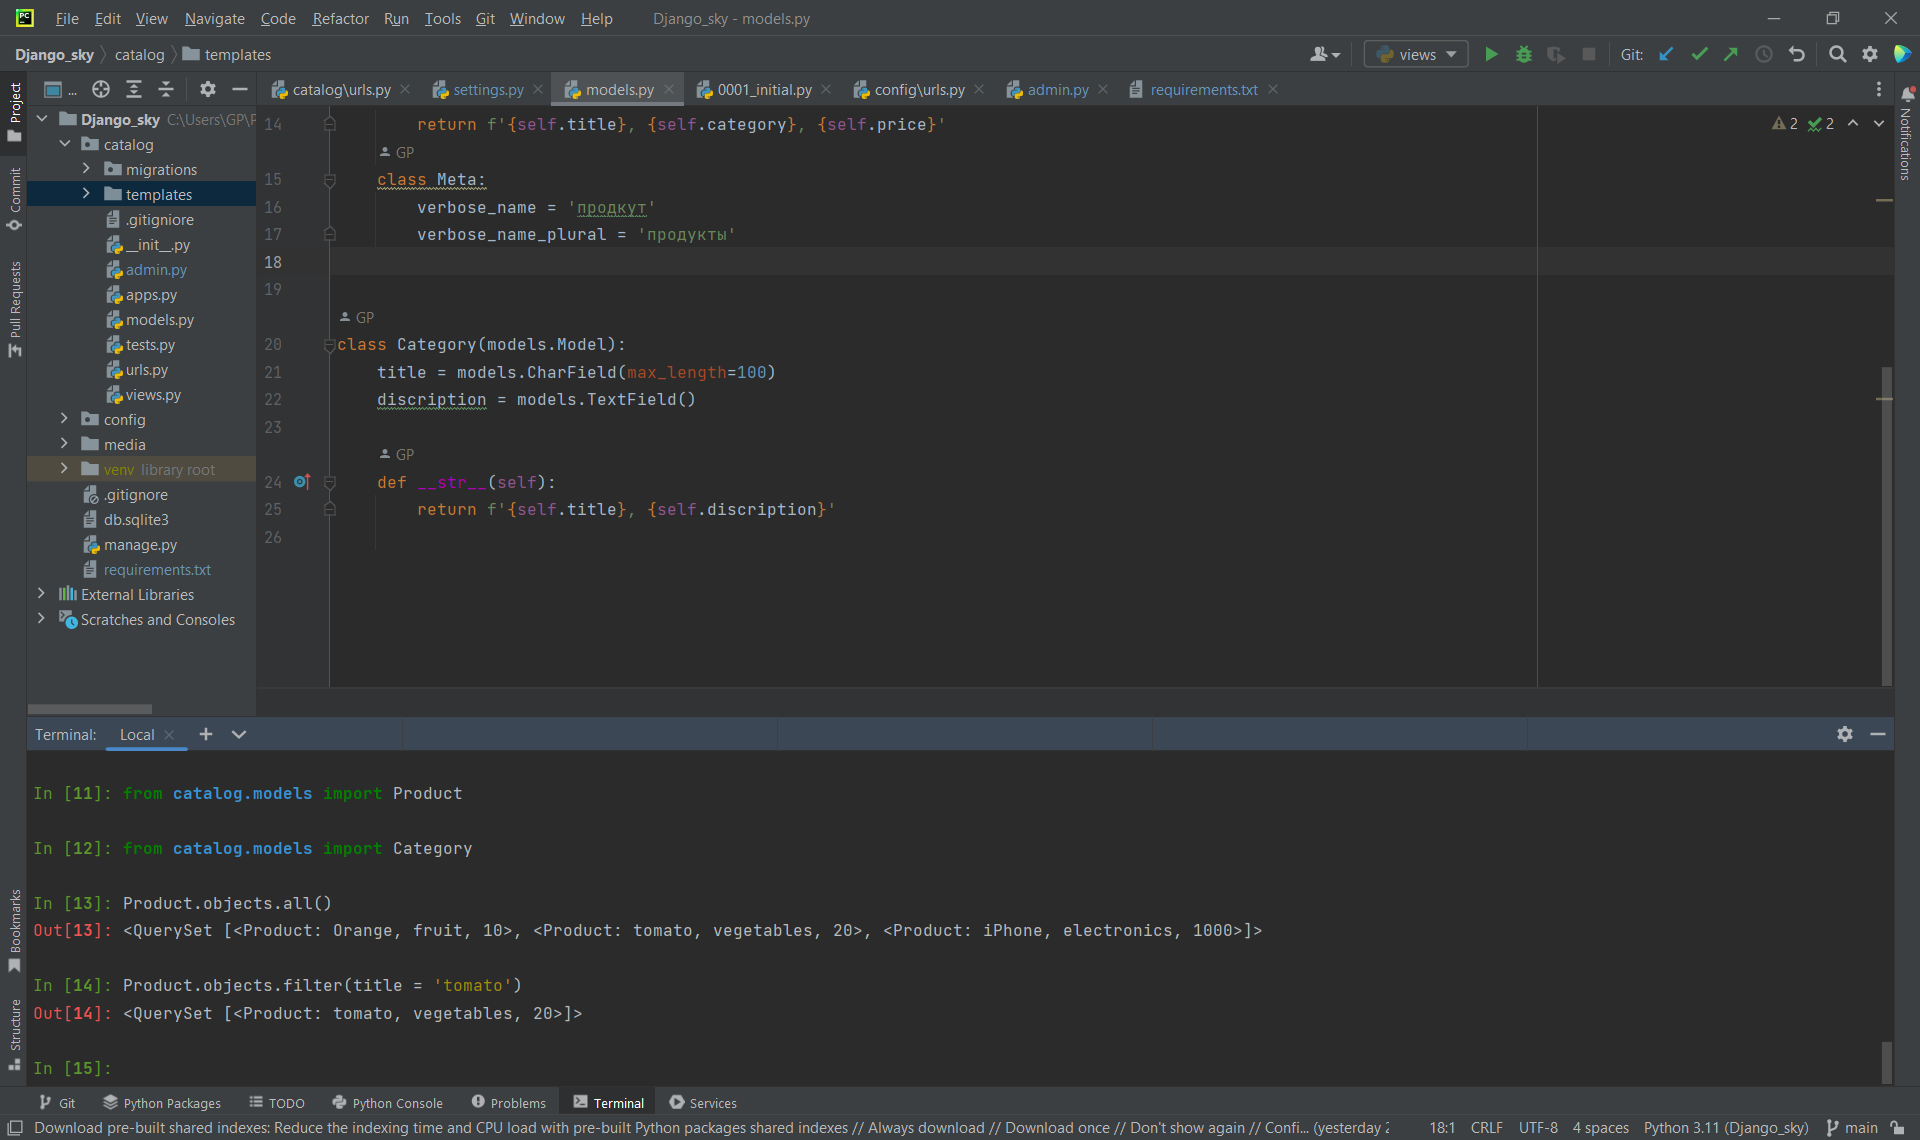 PC File Edit View Navigate Code Refactor Run Tools Git Window Help Django_sky - models.py
Django_sky catalog templates views Git:
... catalog\urls.py settings.py models.py 0001_initial.py config\urls.py admin.py requirements.txt
Project
Commit
Pull Requests
Bookmarks
Structure
Notifications
Django_sky C:\Users\GP\P
catalog
migrations
templates
.gitigniore
__init__.py
admin.py
apps.py
models.py
tests.py
urls.py
views.py
config
media
venv library root
.gitignore
db.sqlite3
manage.py
requirements.txt
External Libraries
Scratches and Consoles
2 2
14 return f'{self.title}, {self.category}, {self.price}'
GP
15 class Meta:
16 verbose_name = 'продкут'
17 verbose_name_plural = 'продукты'
18
19
GP
20 class Category(models.Model):
21 title = models.CharField(max_length=100)
22 discription = models.TextField()
23
GP
24 def __str__(self):
25 return f'{self.title}, {self.discription}'
26
Terminal: Local
In [11]: from catalog.models import Product
In [12]: from catalog.models import Category
In [13]: Product.objects.all()
Out[13]: <QuerySet [<Product: Orange, fruit, 10>, <Product: tomato, vegetables, 20>, <Product: iPhone, electronics, 1000>]>
In [14]: Product.objects.filter(title = 'tomato')
Out[14]: <QuerySet [<Product: tomato, vegetables, 20>]>
In [15]:
Git Python Packages TODO Python Console Problems Terminal Services
Download pre-built shared indexes: Reduce the indexing time and CPU load with pre-built Python packages shared indexes // Always download // Download once // Don't show again // Confi... (yesterday 2 18:1 CRLF UTF-8 4 spaces Python 3.11 (Django_sky) main